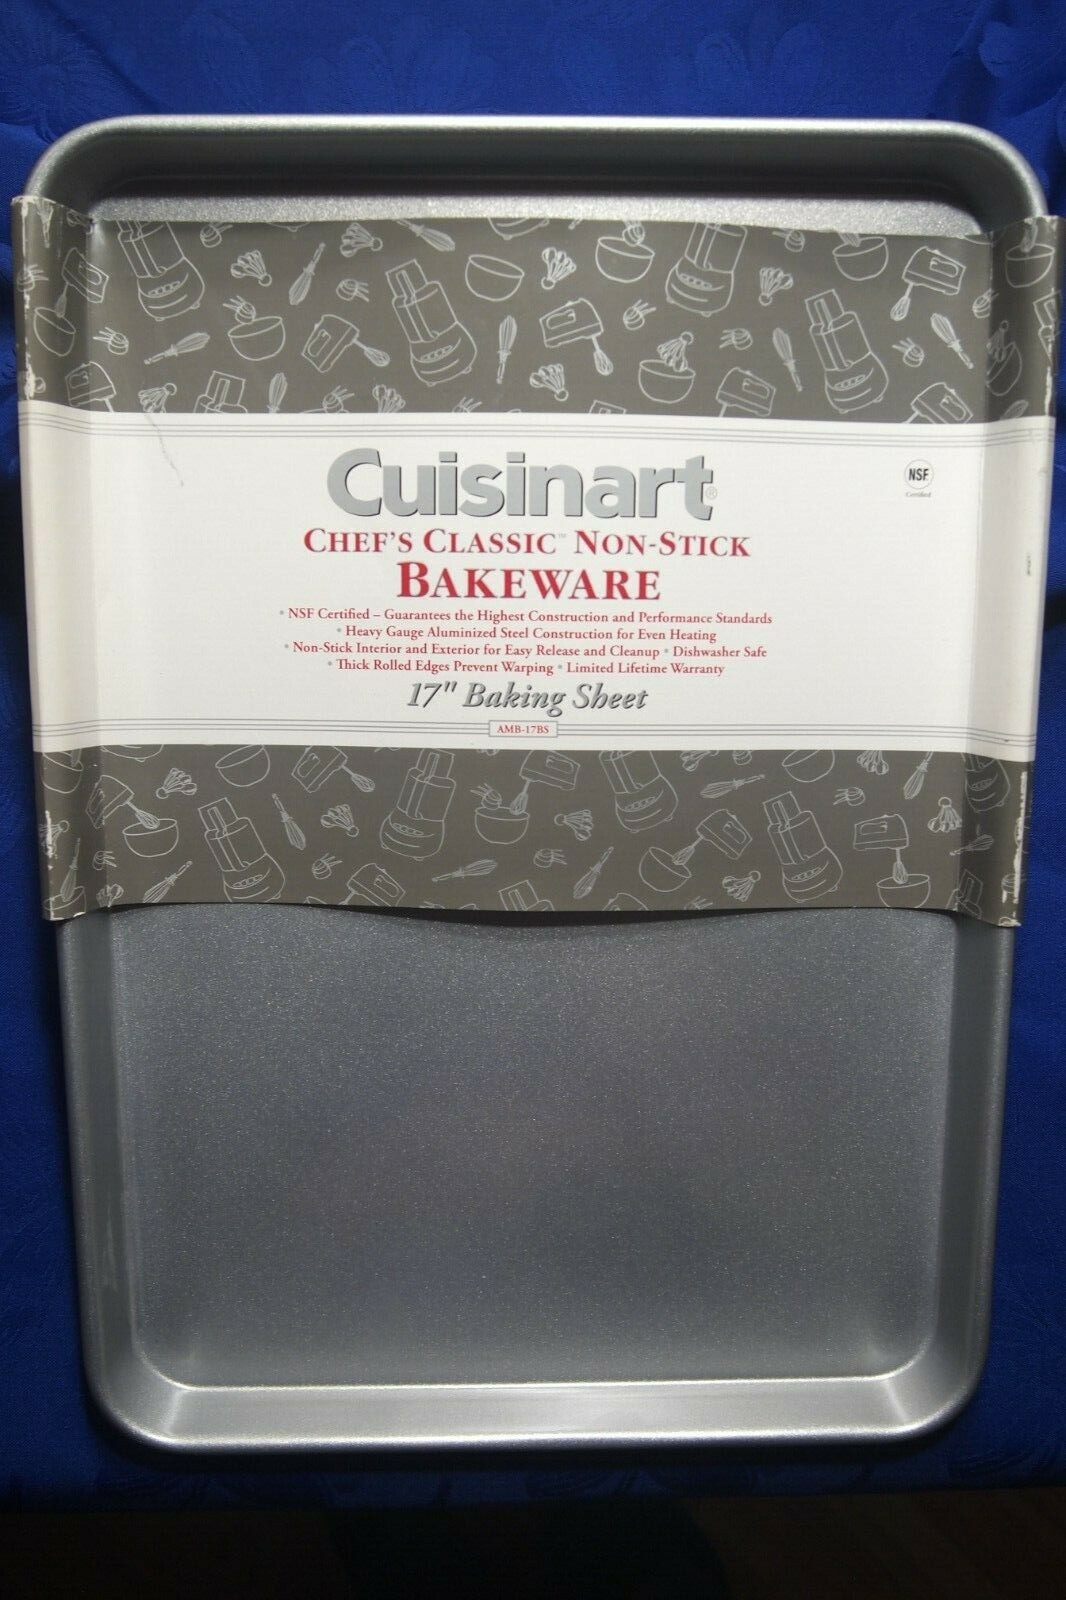 Cuisinart®
NSF®
Certified
CHEF'S CLASSIC™ NON-STICK
BAKEWARE
• NSF Certified – Guarantees the Highest Construction and Performance Standards
• Heavy Gauge Aluminized Steel Construction for Even Heating
• Non-Stick Interior and Exterior for Easy Release and Cleanup • Dishwasher Safe
• Thick Rolled Edges Prevent Warping • Limited Lifetime Warranty
17" Baking Sheet
AMB-17BS